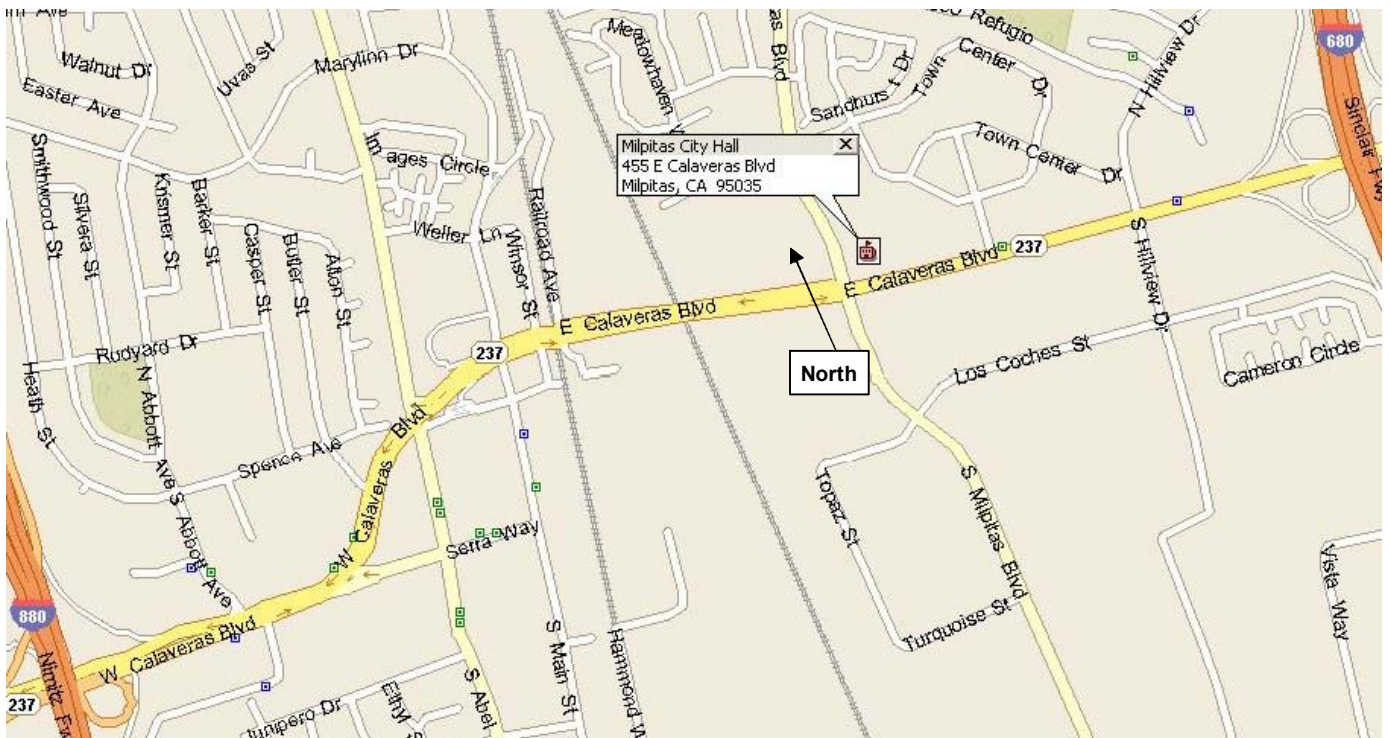 Walnut Dr
Easter Ave
Uvas St
Marylinn Dr
Meadowhaven
Blvd
Refugio
Sandhurst Dr
Town Center Dr
N Hillview Dr
680
Sinclair Fwy
Smithwood St
Silvera St
Krismer St
Barker St
Casper St
Butler St
Alton St
Images Circle
Weller Ln
Winsor St
Railroad Ave
Milpitas City Hall
455 E Calaveras Blvd
Milpitas, CA 95035
Town Center Dr
S Hillview Dr
E Calaveras Blvd
237
E Calaveras Blvd
237
North
Los Coches St
Cameron Circle
Rudyard Dr
Heath St
N Abbott Ave
S Abbott Ave
Spence Ave
W Calaveras Blvd
Serra Way
Topaz St
S Milpitas Blvd
Turquoise St
Vista Way
880
Nimitz Fw
W Calaveras Blvd
237
Junipero Dr
Ethyl S
S Abel
S Main St
Hammond W